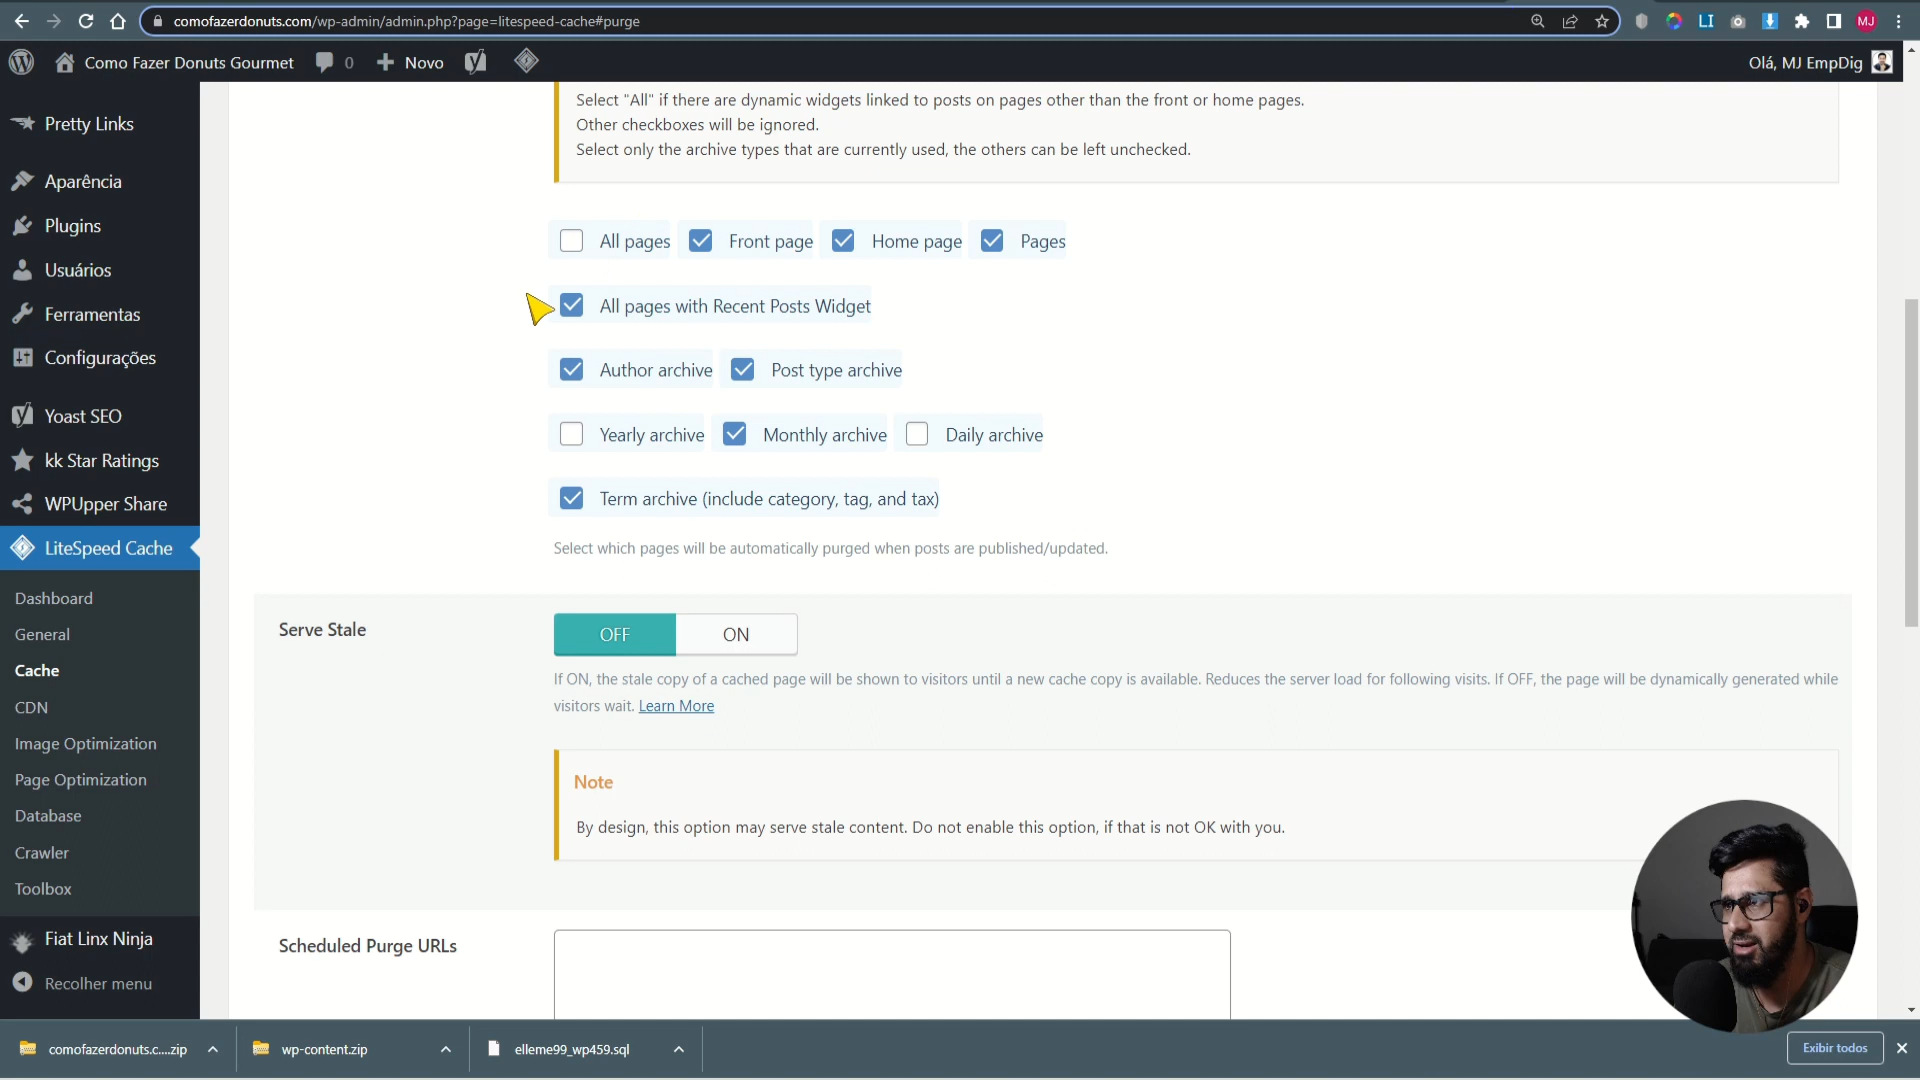 comofazerdonuts.com/wp-admin/admin.php?page=litespeed-cache#purge
LI
MJ
Como Fazer Donuts Gourmet
0
Novo
Olá, MJ EmpDig
Pretty Links
Aparência
Plugins
Usuários
Ferramentas
Configurações
Yoast SEO
kk Star Ratings
WPUpper Share
LiteSpeed Cache
Dashboard
General
Cache
CDN
Image Optimization
Page Optimization
Database
Crawler
Toolbox
Fiat Linx Ninja
Recolher menu
Select "All" if there are dynamic widgets linked to posts on pages other than the front or home pages.
Other checkboxes will be ignored.
Select only the archive types that are currently used, the others can be left unchecked.
All pages Front page Home page Pages
All pages with Recent Posts Widget
Author archive Post type archive
Yearly archive Monthly archive Daily archive
Term archive (include category, tag, and tax)
Select which pages will be automatically purged when posts are published/updated.
Serve Stale
OFF ON
If ON, the stale copy of a cached page will be shown to visitors until a new cache copy is available. Reduces the server load for following visits. If OFF, the page will be dynamically generated while
visitors wait. Learn More
Note
By design, this option may serve stale content. Do not enable this option, if that is not OK with you.
Scheduled Purge URLs
comofazerdonuts.c....zip
wp-content.zip
elleme99_wp459.sql
Exibir todos